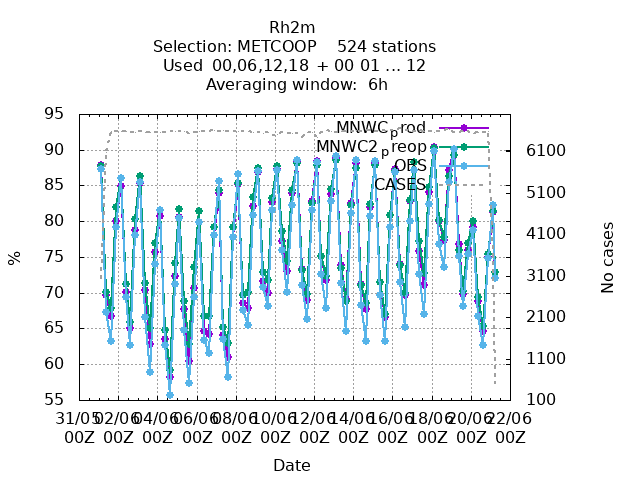 Rh2m
Selection: METCOOP 524 stations
Used 00,06,12,18 + 00 01 ... 12
Averaging window: 6h
95
90
85
80
75
70
65
60
55
%
MNWCprod
MNWC2preop
OPS
CASES
6100
5100
4100
3100
2100
1100
100
No cases
31/05 02/06 04/06 06/06 08/06 10/06 12/06 14/06 16/06 18/06 20/06 22/06
00Z 00Z 00Z 00Z 00Z 00Z 00Z 00Z 00Z 00Z 00Z 00Z
Date